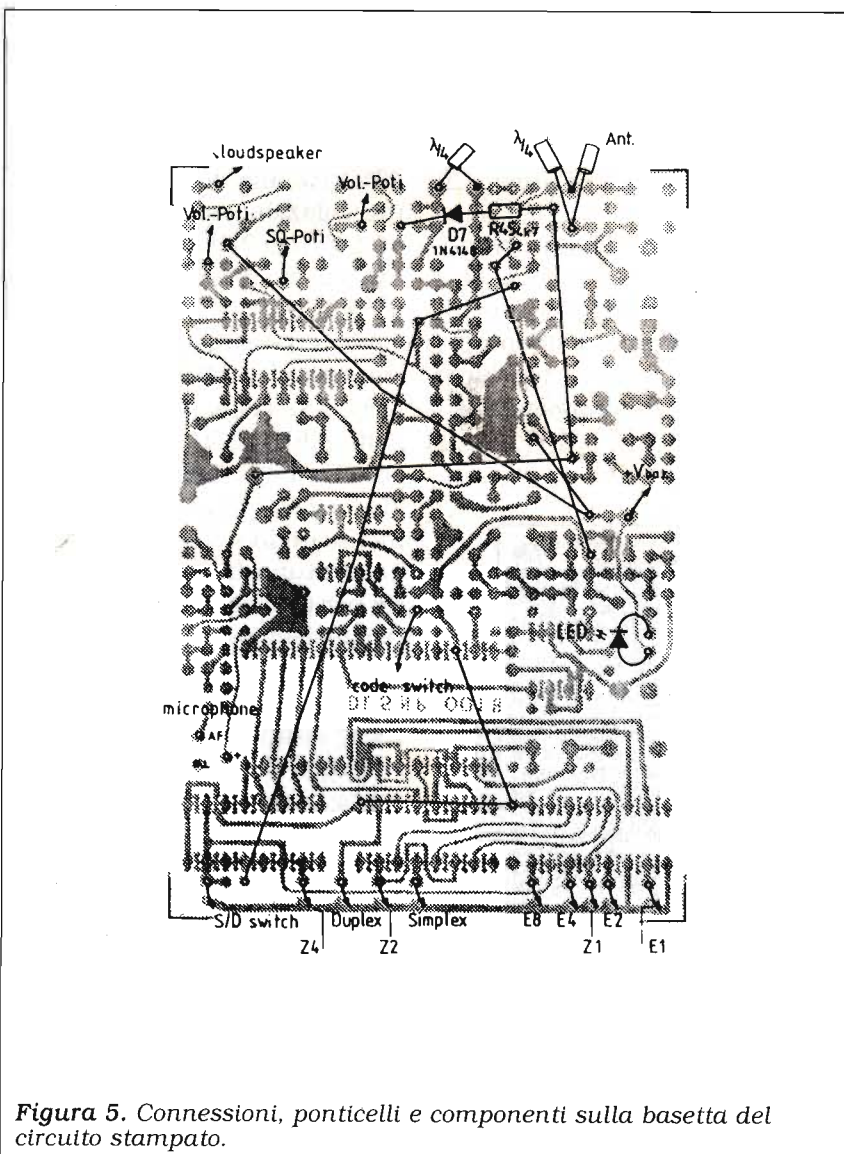 λ/4
λ/4
Ant.
loudspeaker
Vol.-Poti
Vol.-Poti
D7
1N4148
R45 4k7
SQ-Poti
+Vbat
LED
code switch
microphone
AF
+
S/D switch
Duplex
Simplex
E8
E4
E2
Z4
Z2
Z1
E1
Figura 5. Connessioni, ponticelli e componenti sulla basetta del
circuito stampato.